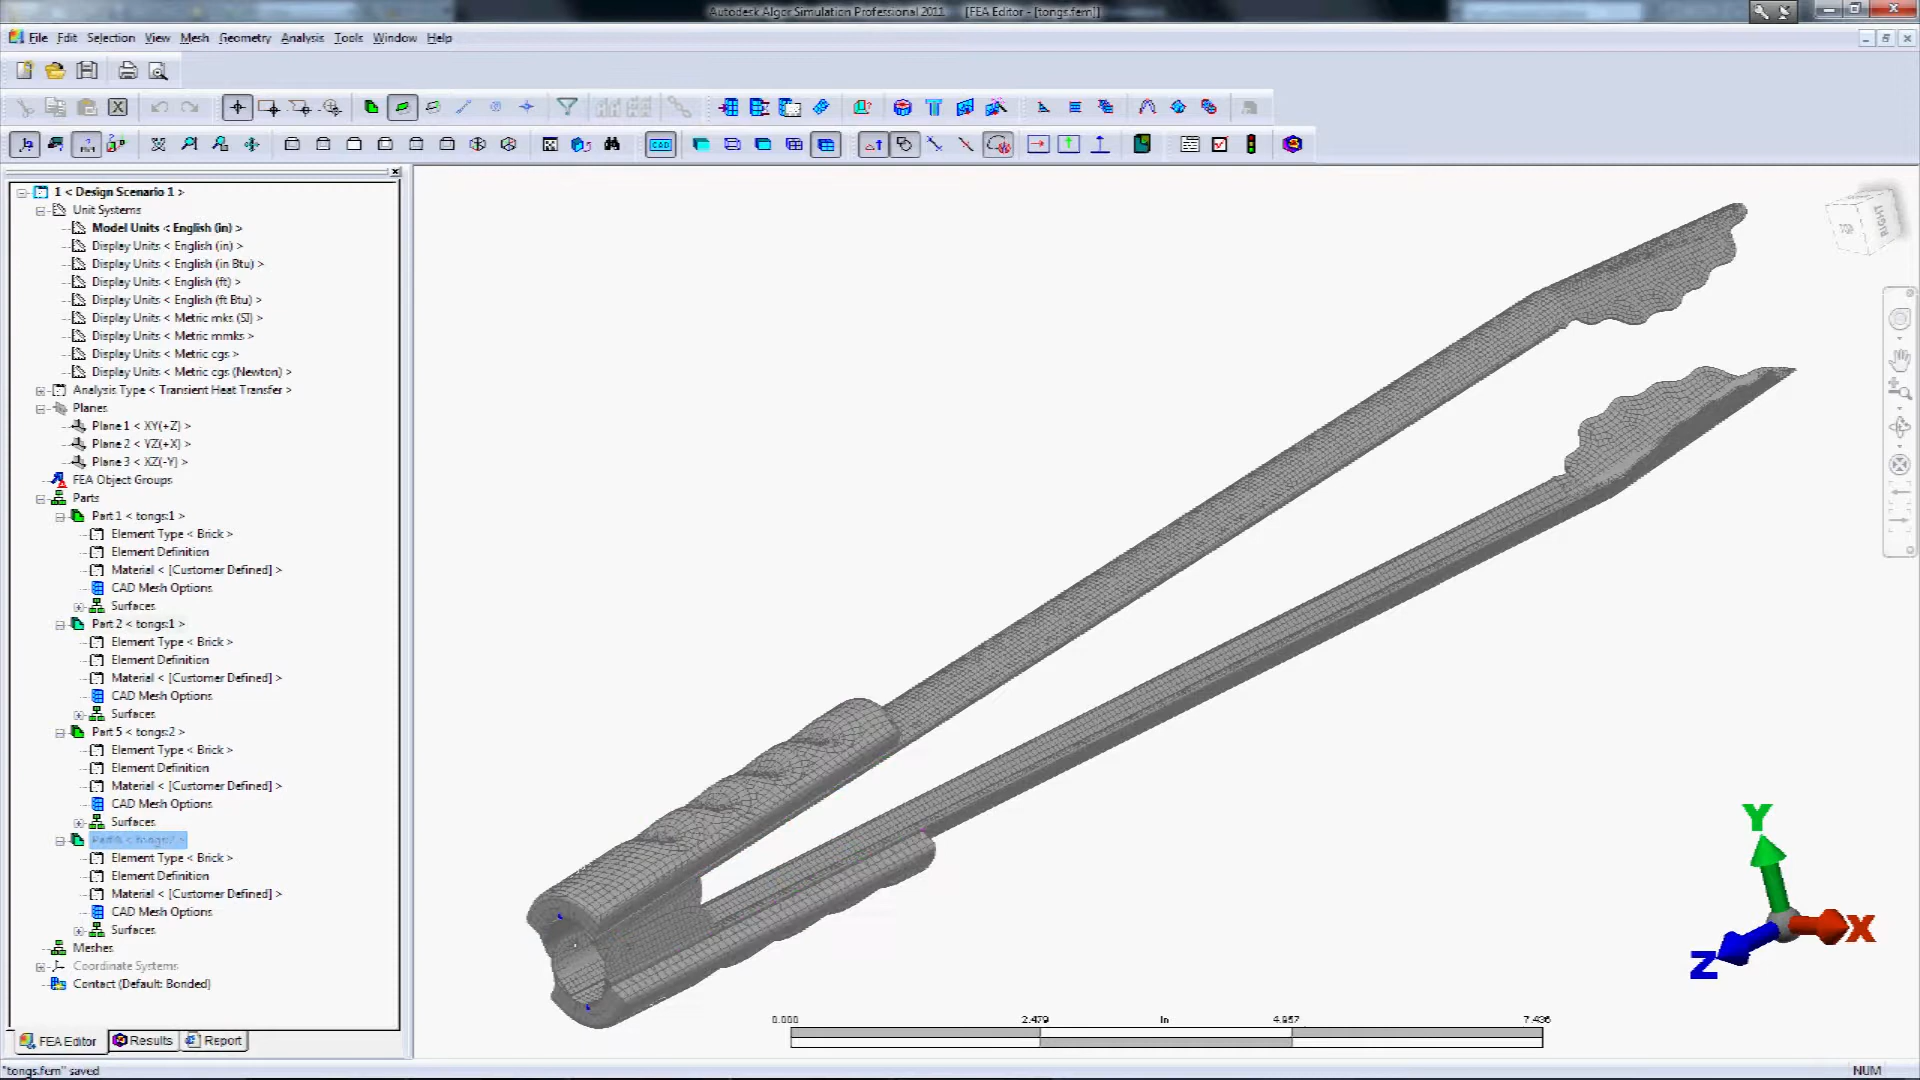 Autodesk Algor Simulation Professional 2011 [FEA Editor - [tongs.fem]]
File Edit Selection View Mesh Geometry Analysis Tools Window Help
CAD
1 < Design Scenario 1 >
Unit Systems
Model Units < English (in) >
Display Units < English (in) >
Display Units < English (in Btu) >
Display Units < English (ft) >
Display Units < English (ft Btu) >
Display Units < Metric mks (SI) >
Display Units < Metric mmks >
Display Units < Metric cgs >
Display Units < Metric cgs (Newton) >
Analysis Type < Transient Heat Transfer >
Planes
Plane 1 < XY(+Z) >
Plane 2 < YZ(+X) >
Plane 3 < XZ(-Y) >
FEA Object Groups
Parts
Part 1 < tongs:1 >
Element Type < Brick >
Element Definition
Material < [Customer Defined] >
CAD Mesh Options
Surfaces
Part 2 < tongs:1 >
Element Type < Brick >
Element Definition
Material < [Customer Defined] >
CAD Mesh Options
Surfaces
Part 5 < tongs:2 >
Element Type < Brick >
Element Definition
Material < [Customer Defined] >
CAD Mesh Options
Surfaces
Element Type < Brick >
Element Definition
Material < [Customer Defined] >
CAD Mesh Options
Surfaces
Meshes
Coordinate Systems
Contact (Default: Bonded)
FEA Editor Results Report
"tongs.fem" saved
RIGHT
Y
X
Z
0.000 2.479 in 4.957 7.436
NUM